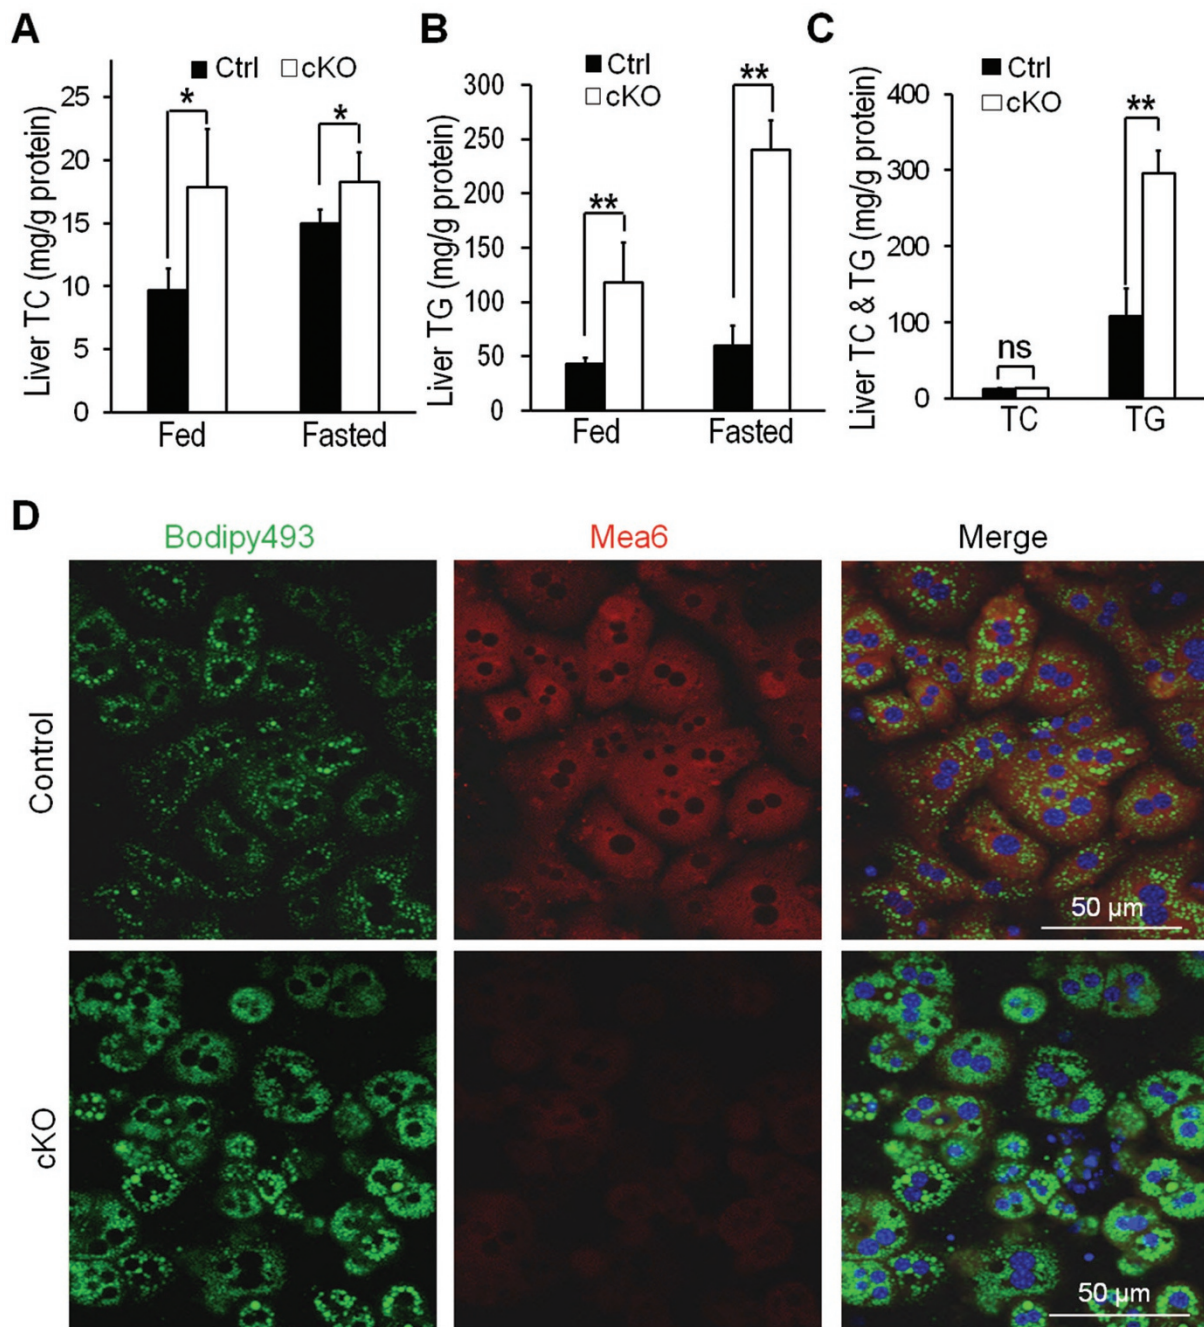 A
Ctrl cKO
Liver TC (mg/g protein)
25
20
15
10
5
0
*
*
Fed
Fasted
B
Ctrl
cKO
Liver TG (mg/g protein)
300
250
200
150
100
50
0
**
**
Fed
Fasted
C
Ctrl
cKO
Liver TC & TG (mg/g protein)
400
300
200
100
0
ns
**
TC
TG
D
Bodipy493
Mea6
Merge
Control
50 µm
cKO
50 µm